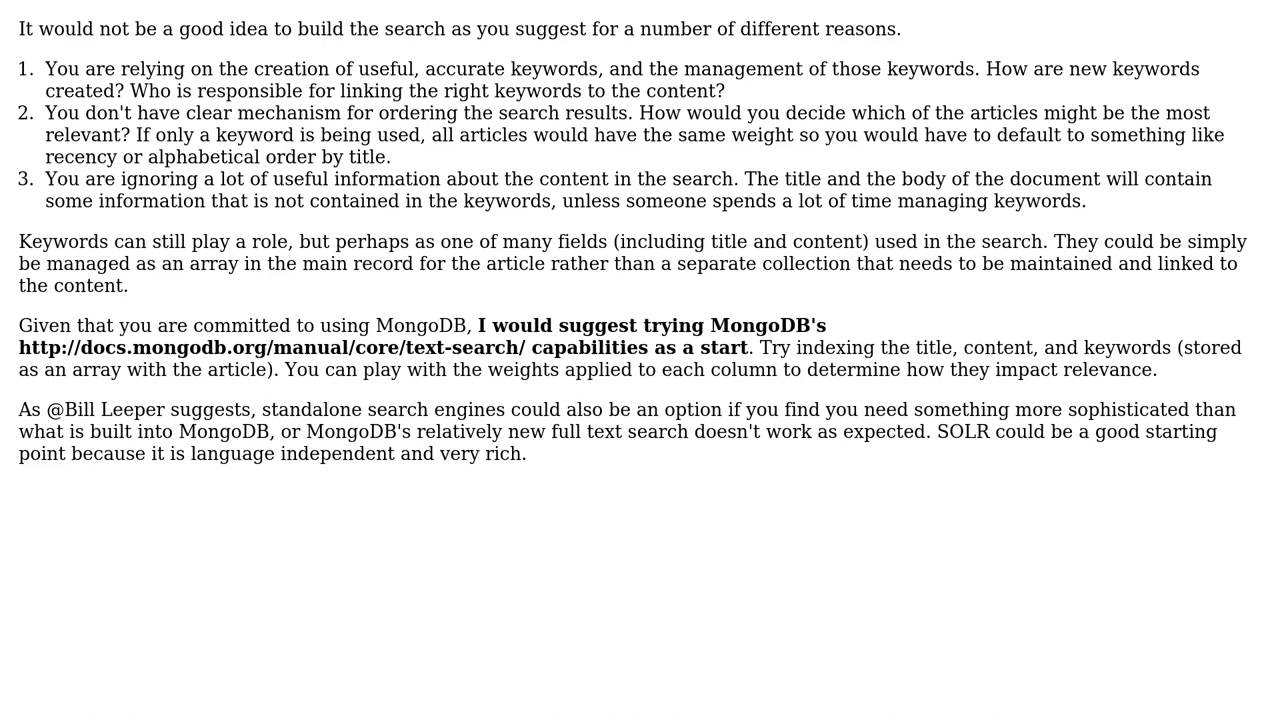 It would not be a good idea to build the search as you suggest for a number of different reasons.
1. You are relying on the creation of useful, accurate keywords, and the management of those keywords. How are new keywords
created? Who is responsible for linking the right keywords to the content?
2. You don't have clear mechanism for ordering the search results. How would you decide which of the articles might be the most
relevant? If only a keyword is being used, all articles would have the same weight so you would have to default to something like
recency or alphabetical order by title.
3. You are ignoring a lot of useful information about the content in the search. The title and the body of the document will contain
some information that is not contained in the keywords, unless someone spends a lot of time managing keywords.
Keywords can still play a role, but perhaps as one of many fields (including title and content) used in the search. They could be simply
be managed as an array in the main record for the article rather than a separate collection that needs to be maintained and linked to
the content.
Given that you are committed to using MongoDB, I would suggest trying MongoDB's
http://docs.mongodb.org/manual/core/text-search/ capabilities as a start. Try indexing the title, content, and keywords (stored
as an array with the article). You can play with the weights applied to each column to determine how they impact relevance.
As @Bill Leeper suggests, standalone search engines could also be an option if you find you need something more sophisticated than
what is built into MongoDB, or MongoDB's relatively new full text search doesn't work as expected. SOLR could be a good starting
point because it is language independent and very rich.